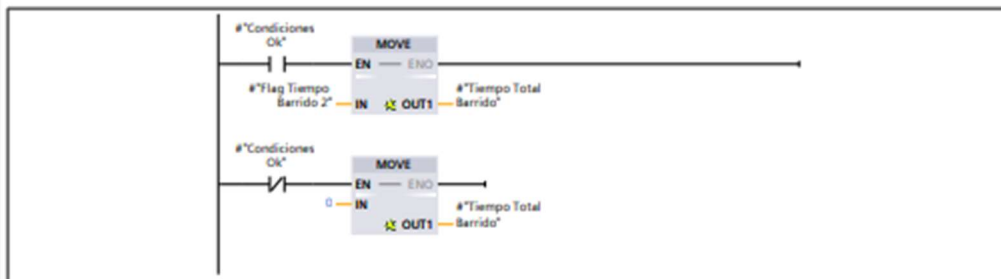 #"Condiciones
Ok"
MOVE
EN
ENO
#"Flag Tiempo
Barrido 2"
IN
OUT1
#"Tiempo Total
Barrido"
#"Condiciones
Ok"
MOVE
EN
ENO
0
IN
OUT1
#"Tiempo Total
Barrido"